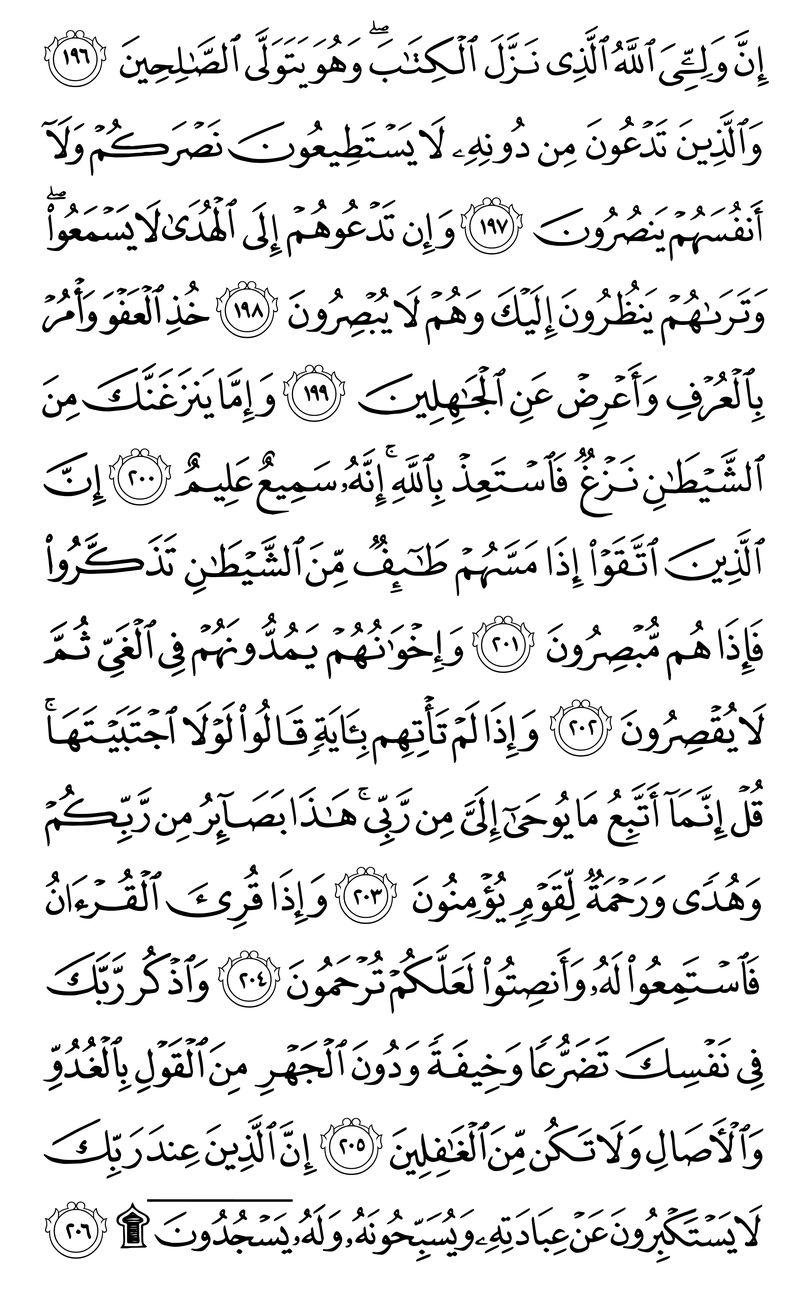 إِنَّ وَلِـِّۧيَ ٱللَّهُ ٱلَّذِى نَزَّلَ ٱلْكِتَـٰبَ ۖ وَهُوَ يَتَوَلَّى ٱلصَّـٰلِحِينَ ١٩٦
وَٱلَّذِينَ تَدْعُونَ مِن دُونِهِۦ لَا يَسْتَطِيعُونَ نَصْرَكُمْ وَلَآ
أَنفُسَهُمْ يَنصُرُونَ ١٩٧ وَإِن تَدْعُوهُمْ إِلَى ٱلْهُدَىٰ لَا يَسْمَعُوا۟ ۖ
وَتَرَىٰهُمْ يَنظُرُونَ إِلَيْكَ وَهُمْ لَا يُبْصِرُونَ ١٩٨ خُذِ ٱلْعَفْوَ وَأْمُرْ
بِٱلْعُرْفِ وَأَعْرِضْ عَنِ ٱلْجَـٰهِلِينَ ١٩٩ وَإِمَّا يَنزَغَنَّكَ مِنَ
ٱلشَّيْطَـٰنِ نَزْغٌ فَٱسْتَعِذْ بِٱللَّهِ ۚ إِنَّهُۥ سَمِيعٌ عَلِيمٌ ٢٠٠ إِنَّ
ٱلَّذِينَ ٱتَّقَوْا۟ إِذَا مَسَّهُمْ طَـٰٓئِفٌ مِّنَ ٱلشَّيْطَـٰنِ تَذَكَّرُوا۟
فَإِذَا هُم مُّبْصِرُونَ ٢٠١ وَإِخْوَٰنُهُمْ يَمُدُّونَهُمْ فِى ٱلْغَىِّ ثُمَّ
لَا يُقْصِرُونَ ٢٠٢ وَإِذَا لَمْ تَأْتِهِم بِـَٔايَةٍ قَالُوا۟ لَوْلَا ٱجْتَبَيْتَهَا ۚ
قُلْ إِنَّمَآ أَتَّبِعُ مَا يُوحَىٰٓ إِلَىَّ مِن رَّبِّى ۚ هَـٰذَا بَصَآئِرُ مِن رَّبِّكُمْ
وَهُدًى وَرَحْمَةٌ لِّقَوْمٍ يُؤْمِنُونَ ٢٠٣ وَإِذَا قُرِئَ ٱلْقُرْءَانُ
فَٱسْتَمِعُوا۟ لَهُۥ وَأَنصِتُوا۟ لَعَلَّكُمْ تُرْحَمُونَ ٢٠٤ وَٱذْكُر رَّبَّكَ
فِى نَفْسِكَ تَضَرُّعًا وَخِيفَةً وَدُونَ ٱلْجَهْرِ مِنَ ٱلْقَوْلِ بِٱلْغُدُوِّ
وَٱلْـَٔاصَالِ وَلَا تَكُن مِّنَ ٱلْغَـٰفِلِينَ ٢٠٥ إِنَّ ٱلَّذِينَ عِندَ رَبِّكَ
لَا يَسْتَكْبِرُونَ عَنْ عِبَادَتِهِۦ وَيُسَبِّحُونَهُۥ وَلَهُۥ يَسْجُدُونَ ۩ ٢٠٦